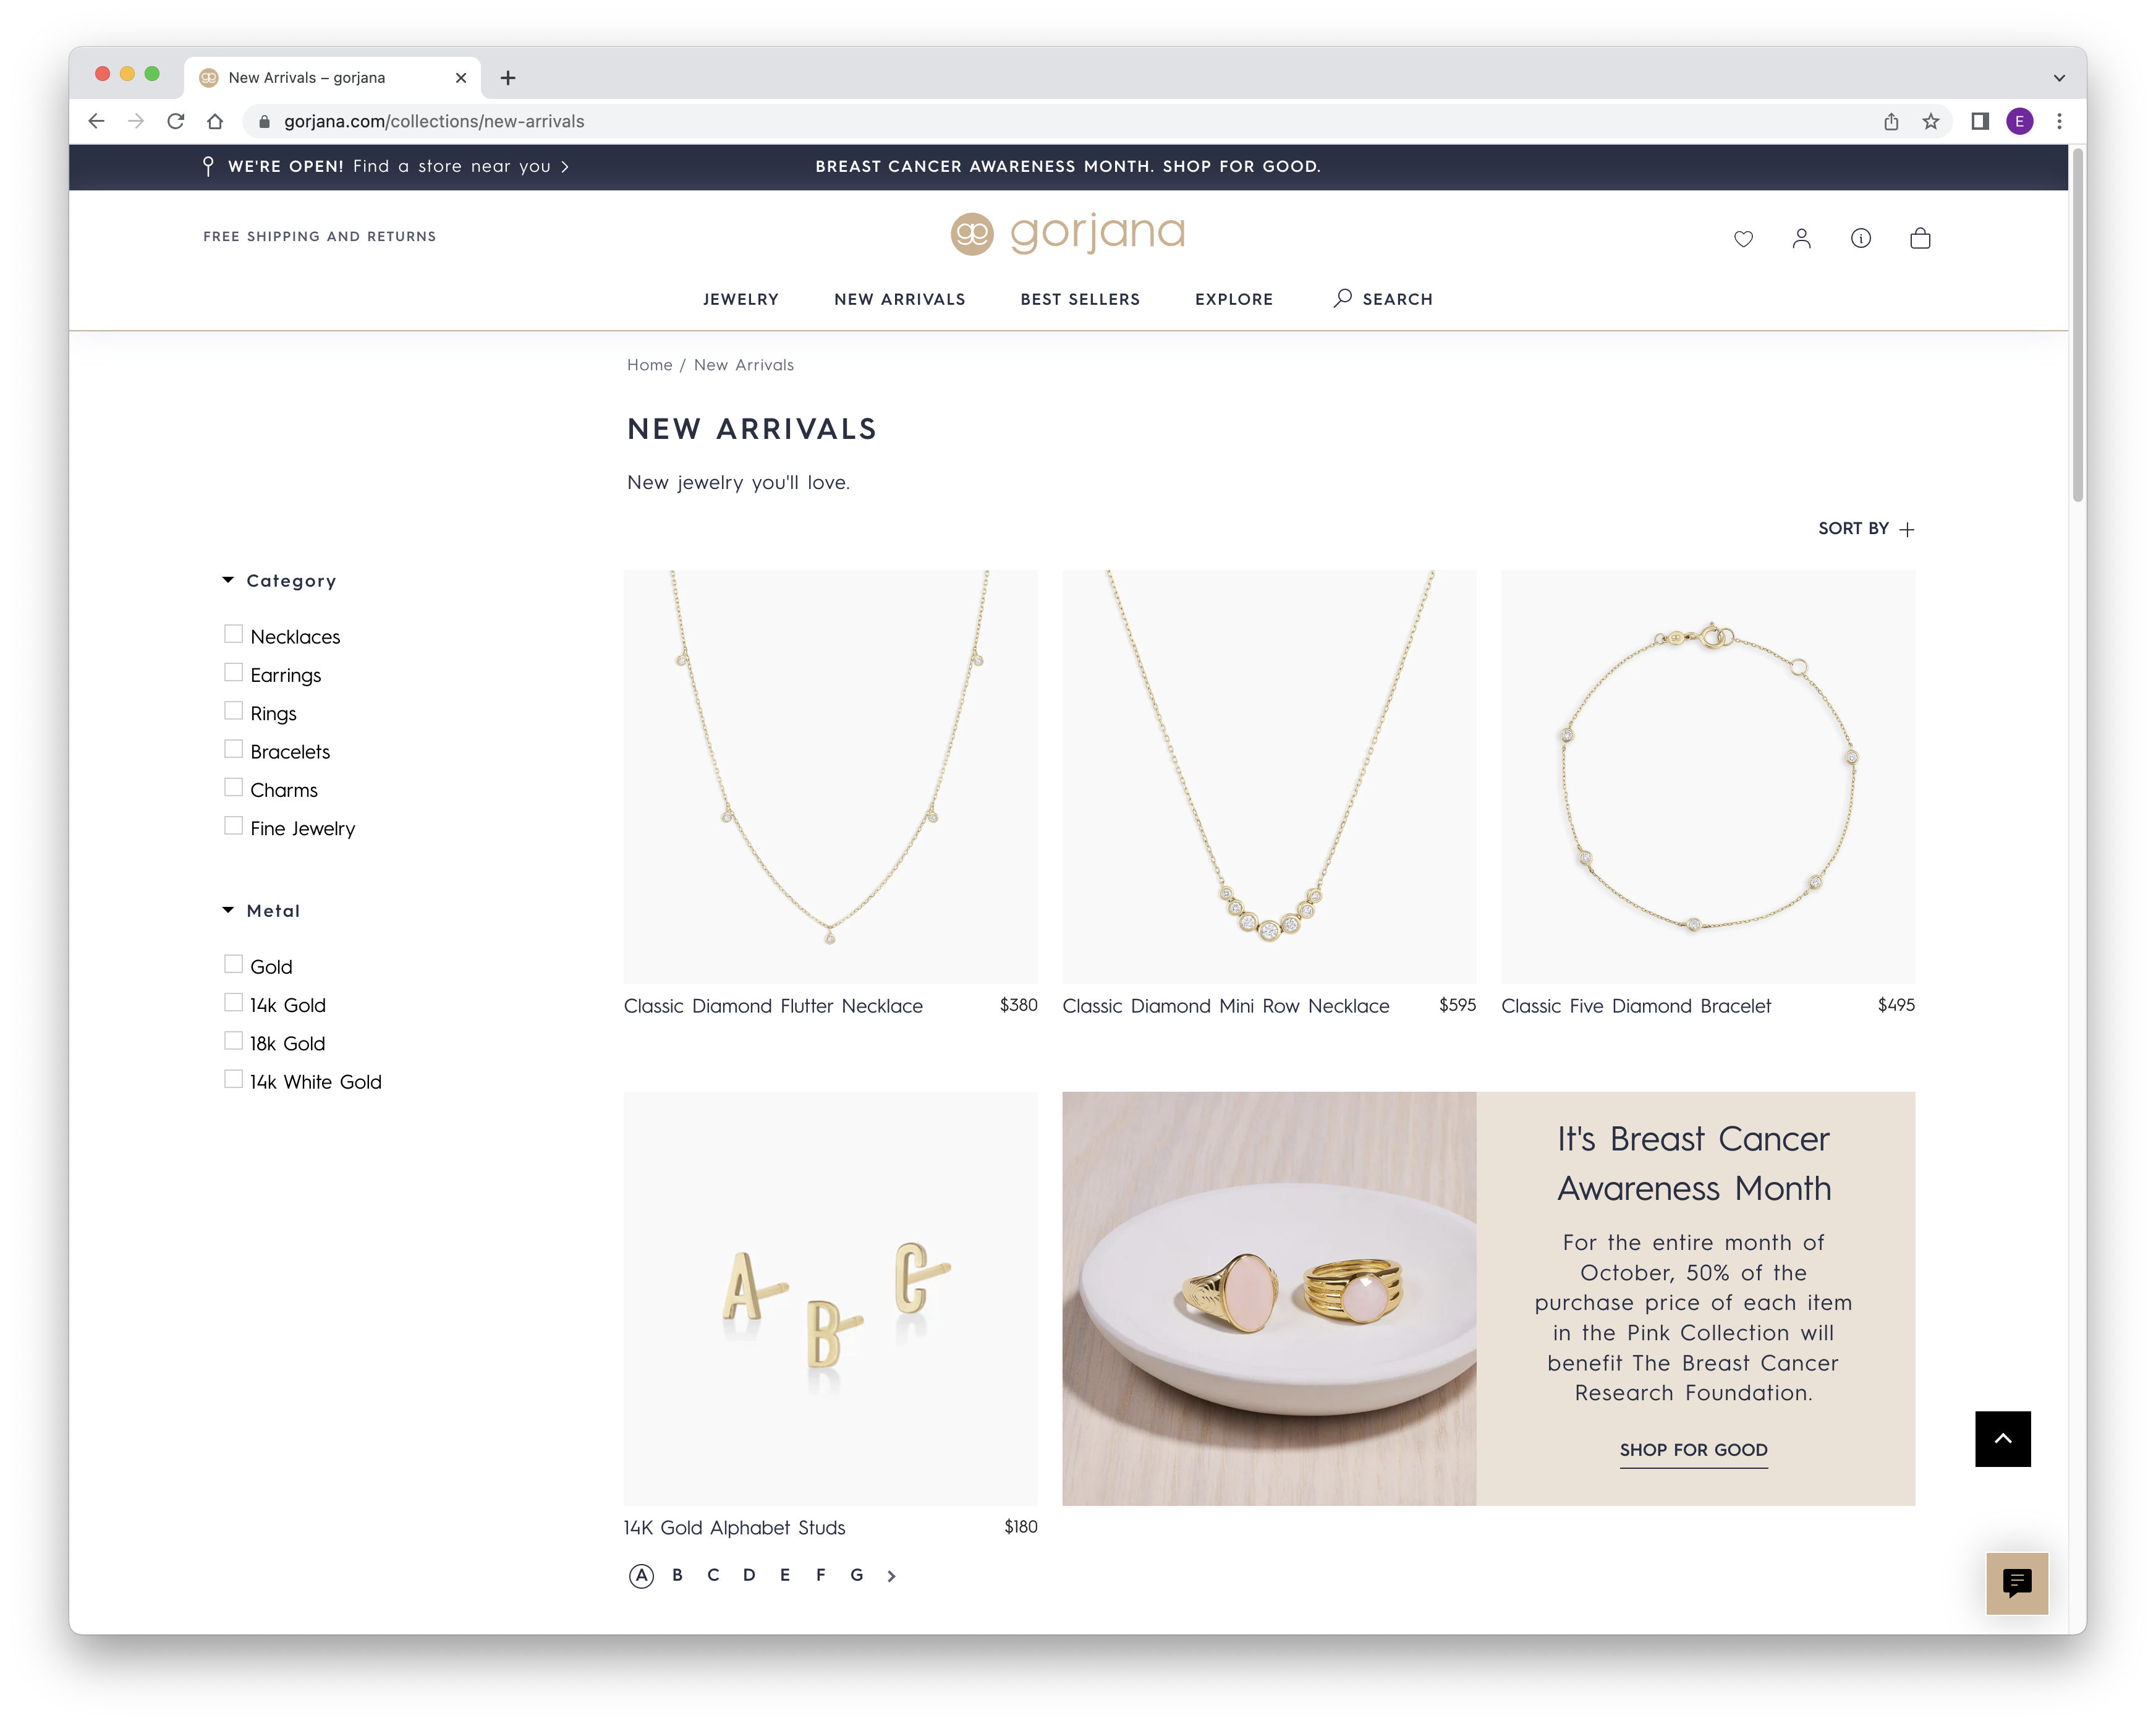 New Arrivals – gorjana
gorjana.com/collections/new-arrivals
E
WE'RE OPEN! Find a store near you >
BREAST CANCER AWARENESS MONTH. SHOP FOR GOOD.
FREE SHIPPING AND RETURNS
gorjana
JEWELRY NEW ARRIVALS BEST SELLERS EXPLORE SEARCH
Home / New Arrivals
NEW ARRIVALS
New jewelry you'll love.
SORT BY +
Category
Necklaces
Earrings
Rings
Bracelets
Charms
Fine Jewelry
Metal
Gold
14k Gold
18k Gold
14k White Gold
Classic Diamond Flutter Necklace $380
Classic Diamond Mini Row Necklace $595
Classic Five Diamond Bracelet $495
A
B
C
14K Gold Alphabet Studs $180
A B C D E F G >
It's Breast Cancer
Awareness Month
For the entire month of
October, 50% of the
purchase price of each item
in the Pink Collection will
benefit The Breast Cancer
Research Foundation.
SHOP FOR GOOD